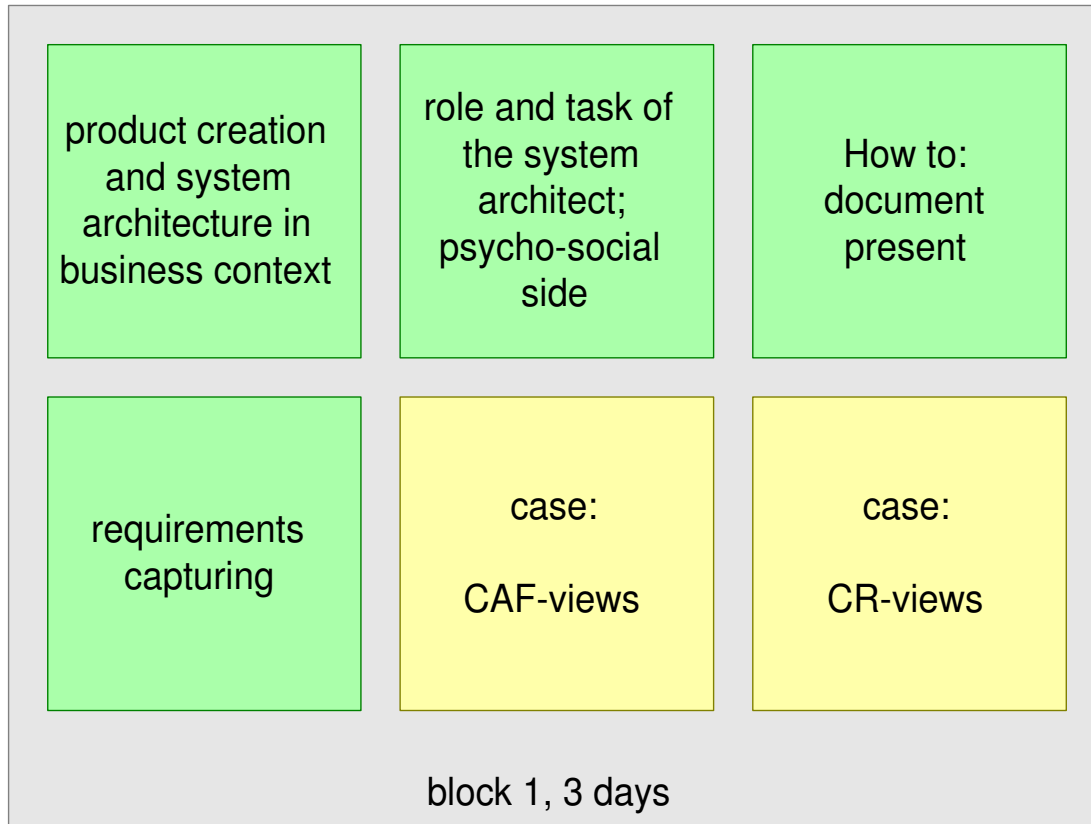 product creation
and system
architecture in
business context
role and task of
the system
architect;
psycho-social
side
How to:
document
present
requirements
capturing
case:
CAF-views
case:
CR-views
block 1, 3 days